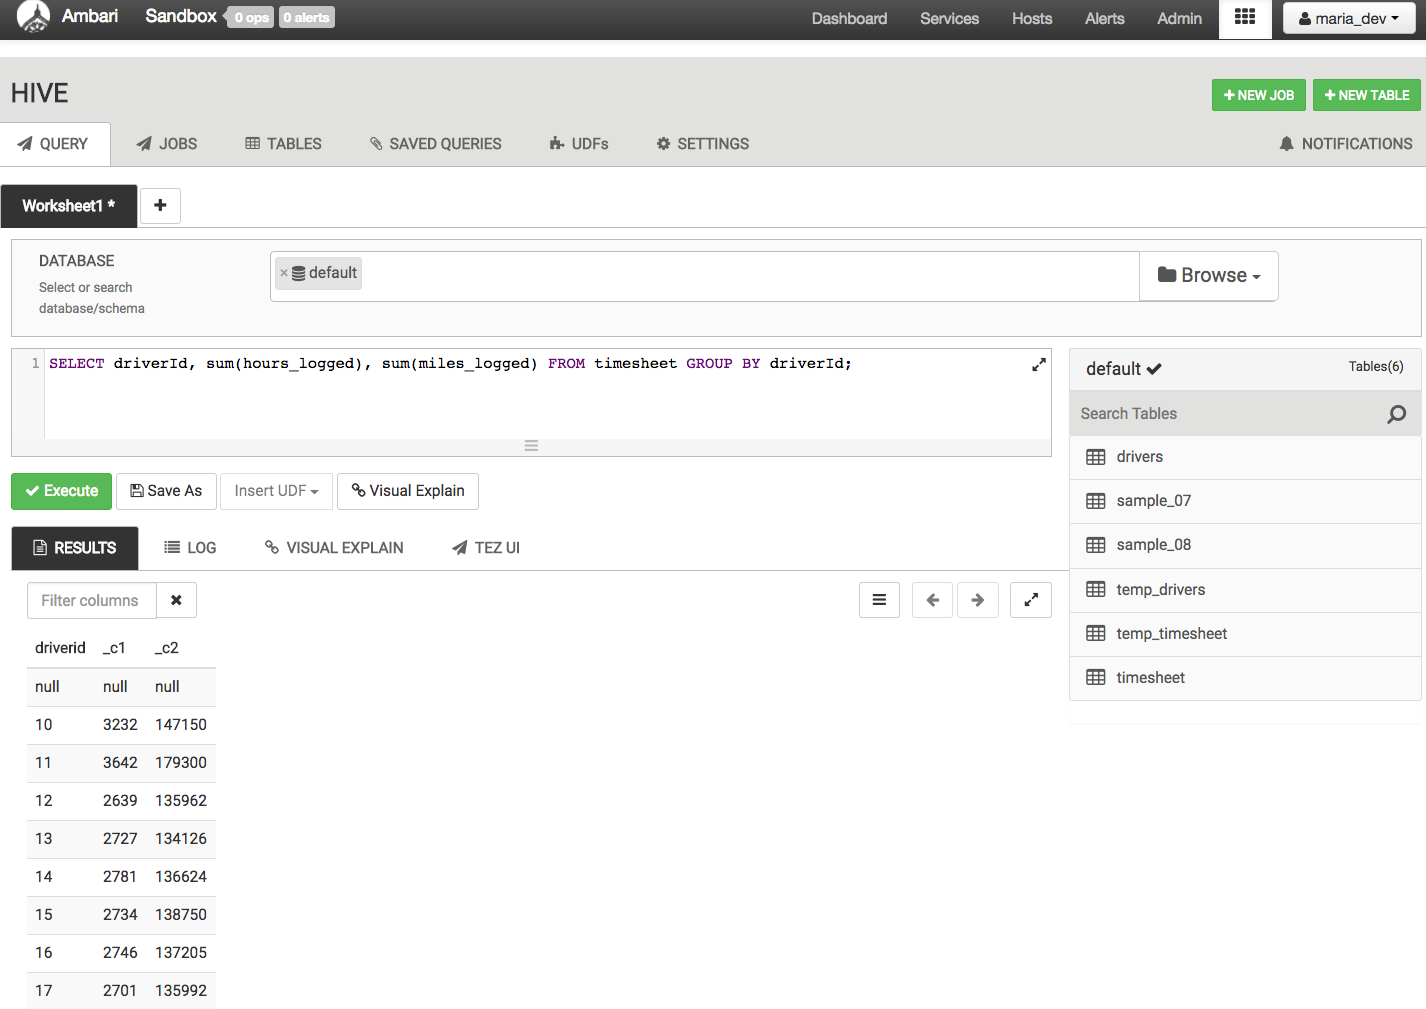 Ambari Sandbox 0 ops 0 alerts Dashboard Services Hosts Alerts Admin maria_dev
HIVE
NEW JOB NEW TABLE
QUERY JOBS TABLES SAVED QUERIES UDFs SETTINGS NOTIFICATIONS
Worksheet1 *
DATABASE
Select or search
database/schema
× default
Browse
1 SELECT driverId, sum(hours_logged), sum(miles_logged) FROM timesheet GROUP BY driverId;
default Tables(6)
Search Tables
drivers
sample_07
sample_08
temp_drivers
temp_timesheet
timesheet
Execute Save As Insert UDF Visual Explain
RESULTS LOG VISUAL EXPLAIN TEZ UI
Filter columns
driverid _c1 _c2
null null null
10 3232 147150
11 3642 179300
12 2639 135962
13 2727 134126
14 2781 136624
15 2734 138750
16 2746 137205
17 2701 135992